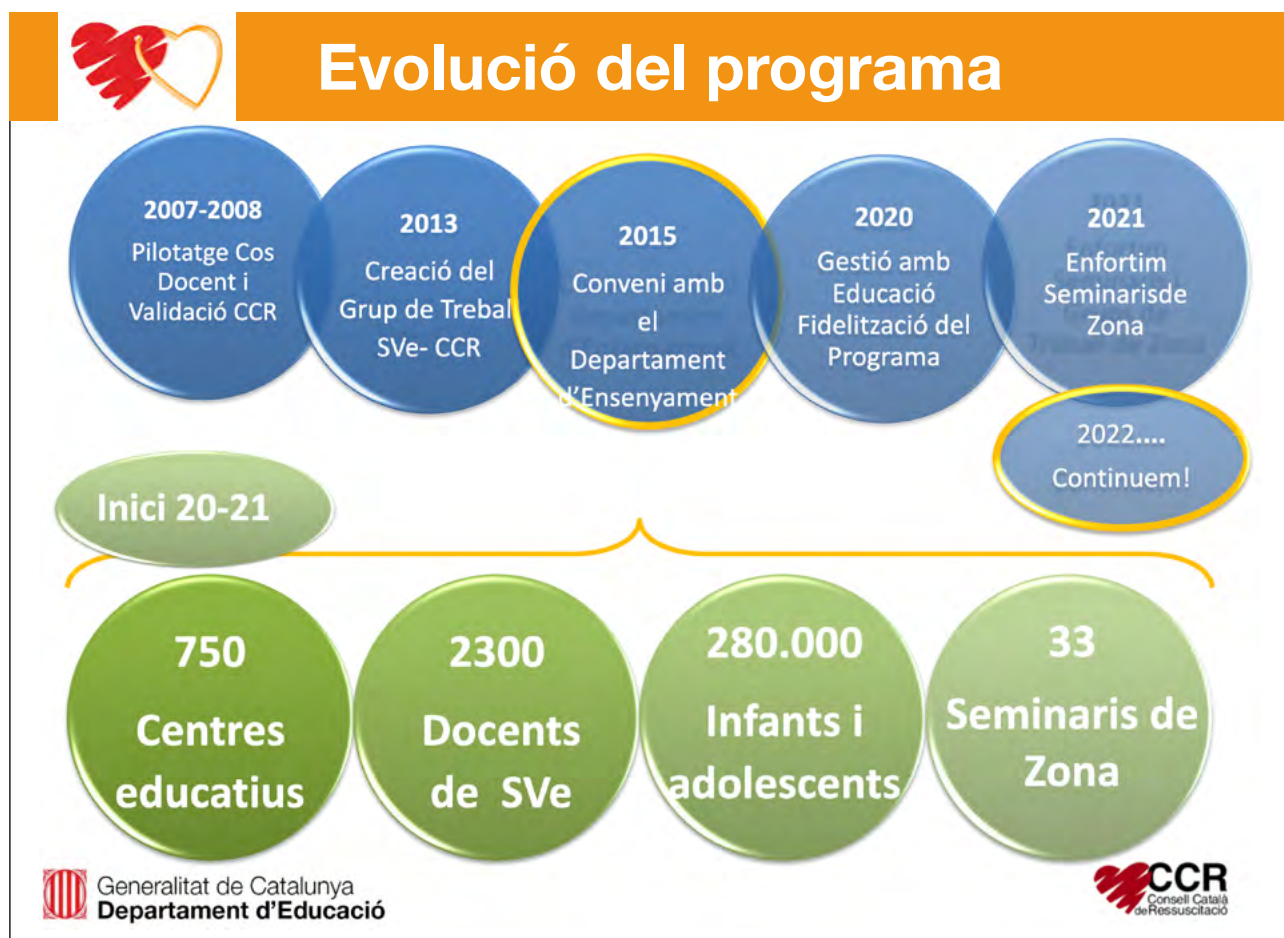 Evolució del programa
2007-2008
Pilotatge Cos
Docent i
Validació CCR
2013
Creació del
Grup de Trebal
SVe- CCR
2015
Conveni amb
el
Departament
d'Ensenyament
2020
Gestió amb
Educació
Fidelització del
Programa
2021
Enfortim
Seminarisde
Zona
2022....
Continuem!
Inici 20-21
750
Centres
educatius
2300
Docents
de SVe
280.000
Infants i
adolescents
33
Seminaris de
Zona
Generalitat de Catalunya
Departament d'Educació
CCR
Consell Català
de Ressuscitació